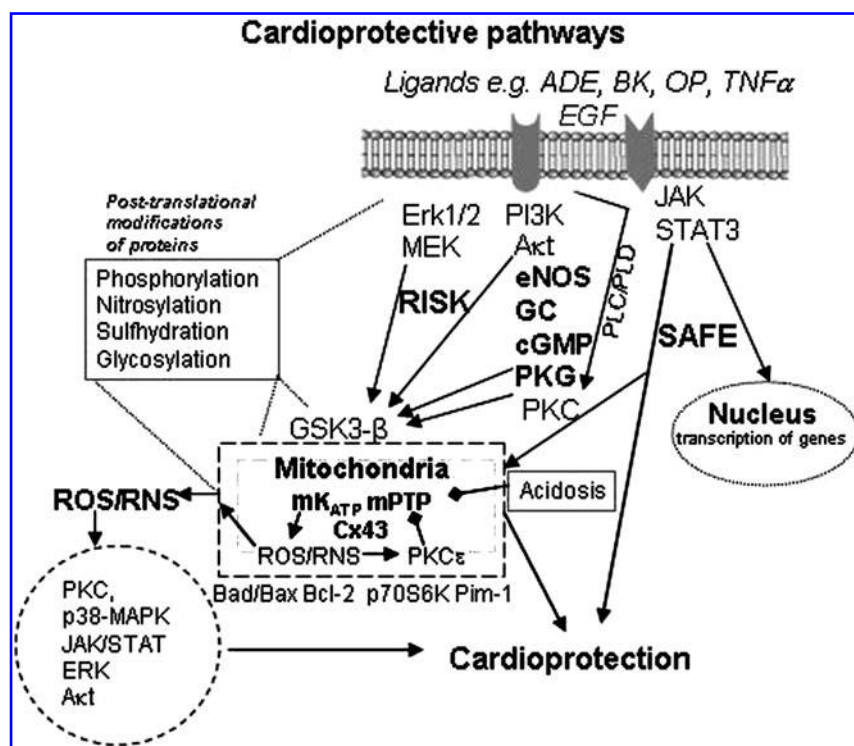 Cardioprotective pathways
Ligands e.g. ADE, BK, OP, TNFα
EGF
Post-translational
modifications
of proteins
Phosphorylation
Nitrosylation
Sulfhydration
Glycosylation
Erk1/2
MEK
RISK
PI3K
Aκt
eNOS
GC
cGMP
PKG
PKC
PLC/PLD
JAK
STAT3
SAFE
Nucleus
transcription of genes
GSK3-β
Mitochondria
mKATP mPTP
Cx43
ROS/RNS
PKCε
Acidosis
Bad/Bax Bcl-2 p70S6K Pim-1
ROS/RNS
PKC,
p38-MAPK
JAK/STAT
ERK
Aκt
Cardioprotection